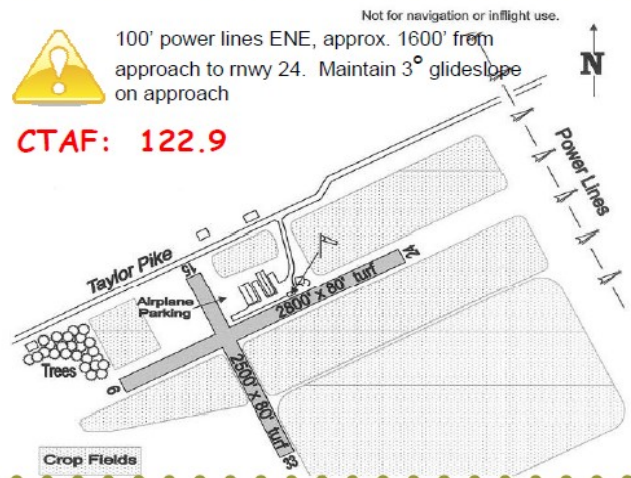 Not for navigation or inflight use.
100' power lines ENE, approx. 1600' from
approach to rnwy 24. Maintain 3° glideslope
on approach
N
CTAF: 122.9
Power Lines
Taylor Pike
15
24
Airplane
Parking
2800' x 80' turf
Trees
6
2500' x 80' turf
33
Crop Fields